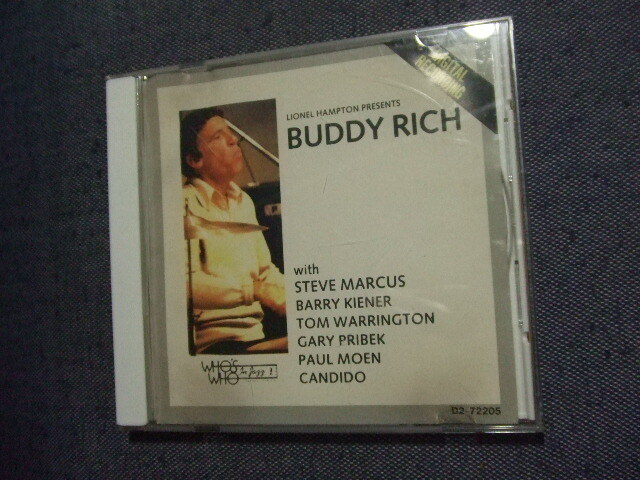 DIGITAL
RECORDING
LIONEL HAMPTON PRESENTS
BUDDY RICH
with
STEVE MARCUS
BARRY KIENER
TOM WARRINGTON
GARY PRIBEK
PAUL MOEN
CANDIDO
WHO'S
WHO in Jazz!
D2-72205